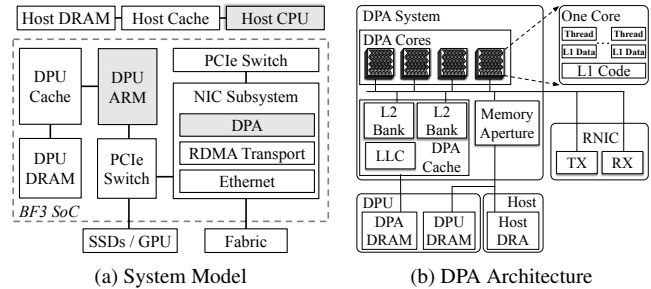 Host DRAM
Host Cache
Host CPU
DPU
Cache
DPU
ARM
PCIe Switch
NIC Subsystem
DPA
RDMA Transport
Ethernet
DPU
DRAM
PCIe
Switch
BF3 SoC
SSDs / GPU
Fabric
(a) System Model
DPA System
DPA Cores
One Core
Thread
Thread
L1 Data
L1 Data
L1 Code
L2
Bank
L2
Bank
Memory
Aperture
LLC
DPA
Cache
RNIC
TX
RX
DPU
Host
DPA
DRAM
DPU
DRAM
Host
DRA
(b) DPA Architecture